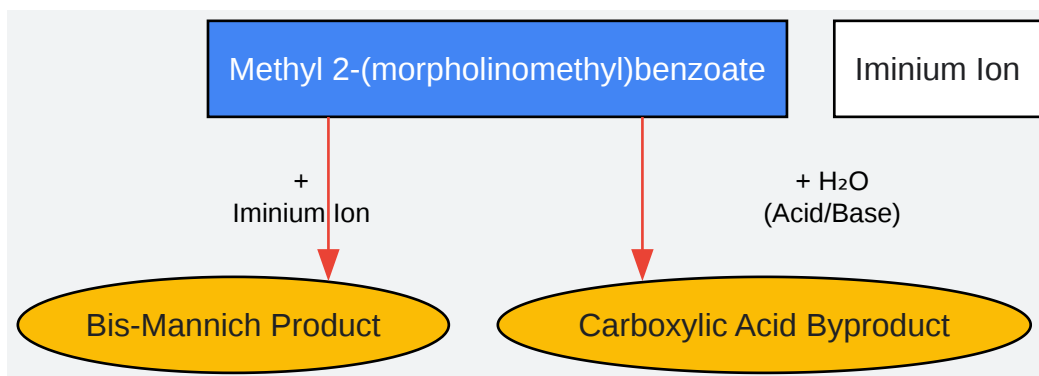 Methyl 2-(morpholinomethyl)benzoate
Iminium Ion
+
Iminium Ion
+ H₂O
(Acid/Base)
Bis-Mannich Product
Carboxylic Acid Byproduct